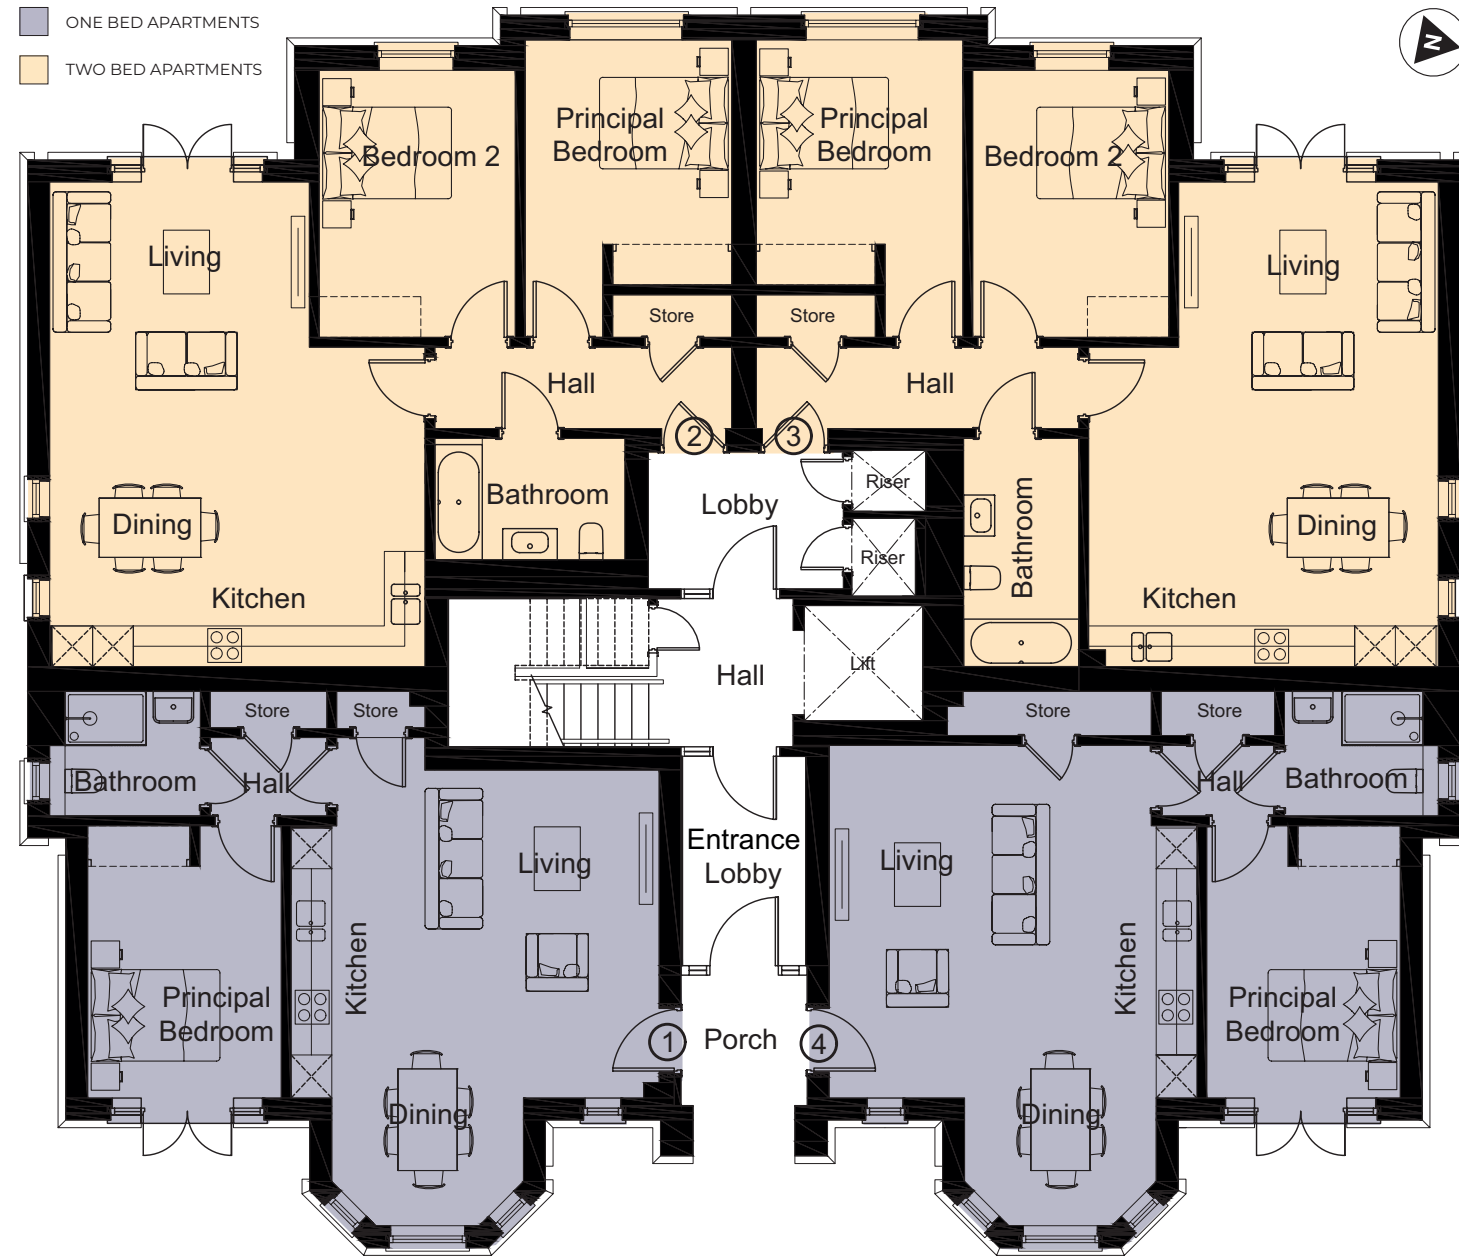 ONE BED APARTMENTS
TWO BED APARTMENTS
N
Principal
Bedroom
Principal
Bedroom
Bedroom 2
Bedroom 2
Living
Living
Store
Store
Hall
Hall
2
3
Riser
Bathroom
Lobby
Dining
Bathroom
Dining
Riser
Kitchen
Kitchen
Lift
Hall
Store
Store
Store
Store
Bathroom
Hall
Hall
Bathroom
Entrance
Lobby
Living
Living
Kitchen
Kitchen
Principal
Bedroom
Principal
Bedroom
1
Porch
4
Dining
Dining